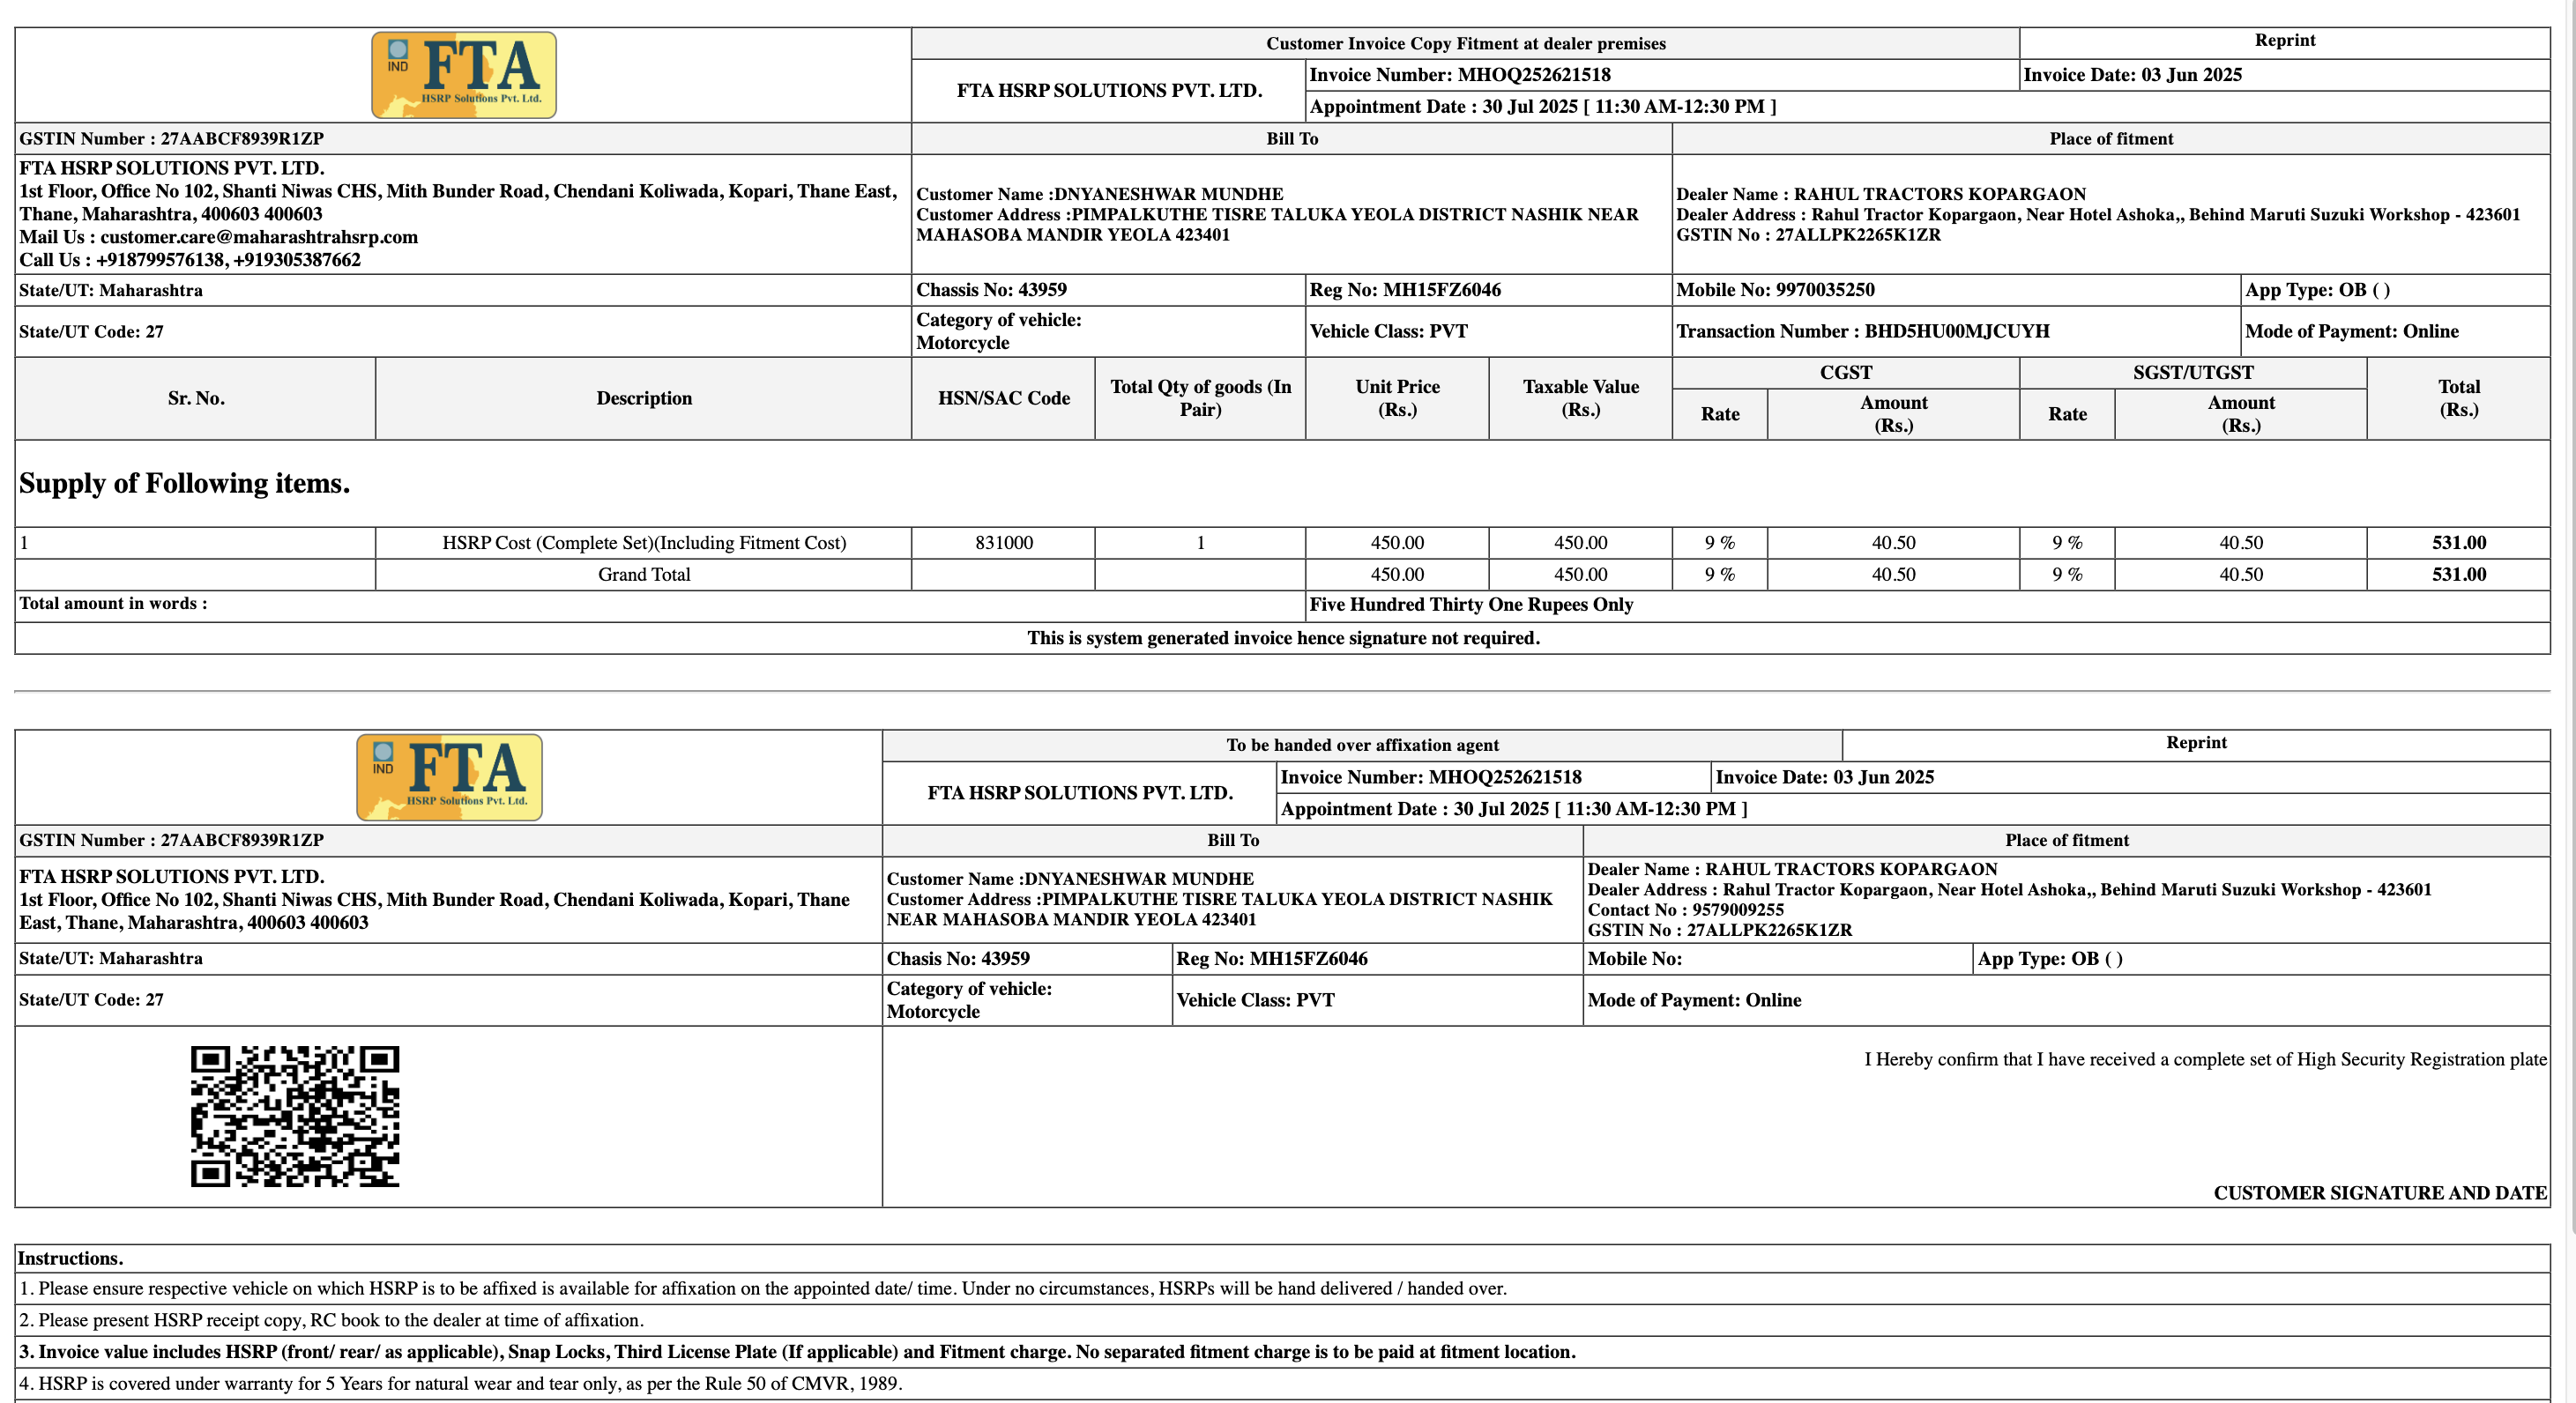 IND
FTA
HSRP Solutions Pvt. Ltd.
Customer Invoice Copy Fitment at dealer premises
Reprint
FTA HSRP SOLUTIONS PVT. LTD.
Invoice Number: MHOQ252621518
Invoice Date: 03 Jun 2025
Appointment Date : 30 Jul 2025 [ 11:30 AM-12:30 PM ]
GSTIN Number : 27AABCF8939R1ZP
Bill To
Place of fitment
FTA HSRP SOLUTIONS PVT. LTD.
1st Floor, Office No 102, Shanti Niwas CHS, Mith Bunder Road, Chendani Koliwada, Kopari, Thane East,
Thane, Maharashtra, 400603 400603
Mail Us : customer.care@maharashtrahsrp.com
Call Us : +918799576138, +919305387662
Customer Name :DNYANESHWAR MUNDHE
Customer Address :PIMPALKUTHE TISRE TALUKA YEOLA DISTRICT NASHIK NEAR
MAHASOBA MANDIR YEOLA 423401
Dealer Name : RAHUL TRACTORS KOPARGAON
Dealer Address : Rahul Tractor Kopargaon, Near Hotel Ashoka,, Behind Maruti Suzuki Workshop - 423601
GSTIN No : 27ALLPK2265K1ZR
State/UT: Maharashtra
Chassis No: 43959
Reg No: MH15FZ6046
Mobile No: 9970035250
App Type: OB ( )
State/UT Code: 27
Category of vehicle:
Motorcycle
Vehicle Class: PVT
Transaction Number : BHD5HU00MJCUYH
Mode of Payment: Online
Sr. No.
Description
HSN/SAC Code
Total Qty of goods (In
Pair)
Unit Price
(Rs.)
Taxable Value
(Rs.)
CGST
Rate
Amount
(Rs.)
SGST/UTGST
Rate
Amount
(Rs.)
Total
(Rs.)
Supply of Following items.
1 HSRP Cost (Complete Set)(Including Fitment Cost) 831000 1 450.00 450.00 9 % 40.50 9 % 40.50 531.00
Grand Total 450.00 450.00 9 % 40.50 9 % 40.50 531.00
Total amount in words : Five Hundred Thirty One Rupees Only
This is system generated invoice hence signature not required.
IND
FTA
HSRP Solutions Pvt. Ltd.
To be handed over affixation agent
Reprint
FTA HSRP SOLUTIONS PVT. LTD.
Invoice Number: MHOQ252621518
Invoice Date: 03 Jun 2025
Appointment Date : 30 Jul 2025 [ 11:30 AM-12:30 PM ]
GSTIN Number : 27AABCF8939R1ZP
Bill To
Place of fitment
FTA HSRP SOLUTIONS PVT. LTD.
1st Floor, Office No 102, Shanti Niwas CHS, Mith Bunder Road, Chendani Koliwada, Kopari, Thane
East, Thane, Maharashtra, 400603 400603
Customer Name :DNYANESHWAR MUNDHE
Customer Address :PIMPALKUTHE TISRE TALUKA YEOLA DISTRICT NASHIK
NEAR MAHASOBA MANDIR YEOLA 423401
Dealer Name : RAHUL TRACTORS KOPARGAON
Dealer Address : Rahul Tractor Kopargaon, Near Hotel Ashoka,, Behind Maruti Suzuki Workshop - 423601
Contact No : 9579009255
GSTIN No : 27ALLPK2265K1ZR
State/UT: Maharashtra
Chasis No: 43959
Reg No: MH15FZ6046
Mobile No:
App Type: OB ( )
State/UT Code: 27
Category of vehicle:
Motorcycle
Vehicle Class: PVT
Mode of Payment: Online
I Hereby confirm that I have received a complete set of High Security Registration plate
CUSTOMER SIGNATURE AND DATE
Instructions.
1. Please ensure respective vehicle on which HSRP is to be affixed is available for affixation on the appointed date/ time. Under no circumstances, HSRPs will be hand delivered / handed over.
2. Please present HSRP receipt copy, RC book to the dealer at time of affixation.
3. Invoice value includes HSRP (front/ rear/ as applicable), Snap Locks, Third License Plate (If applicable) and Fitment charge. No separated fitment charge is to be paid at fitment location.
4. HSRP is covered under warranty for 5 Years for natural wear and tear only, as per the Rule 50 of CMVR, 1989.